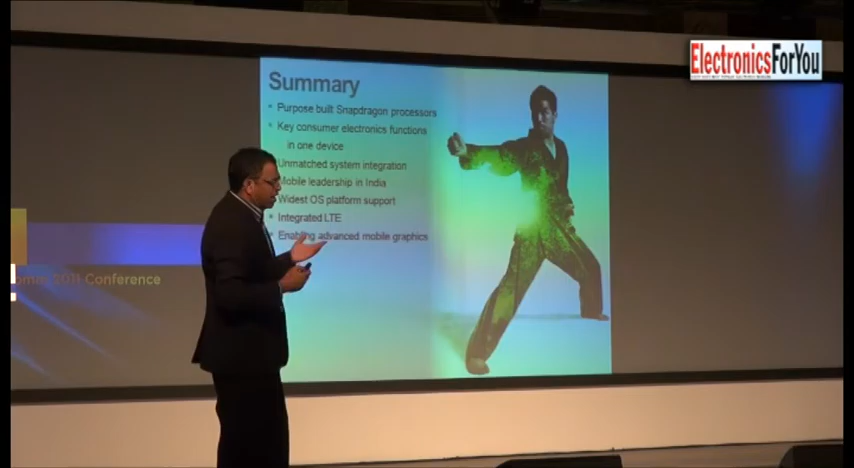 ElectronicsForYou
Summary
Purpose built Snapdragon processors
Key consumer electronics functions
in one device
Unmatched system integration
Mobile leadership in India
Widest OS platform support
Integrated LTE
Enabling advanced mobile graphics
2011 Conference